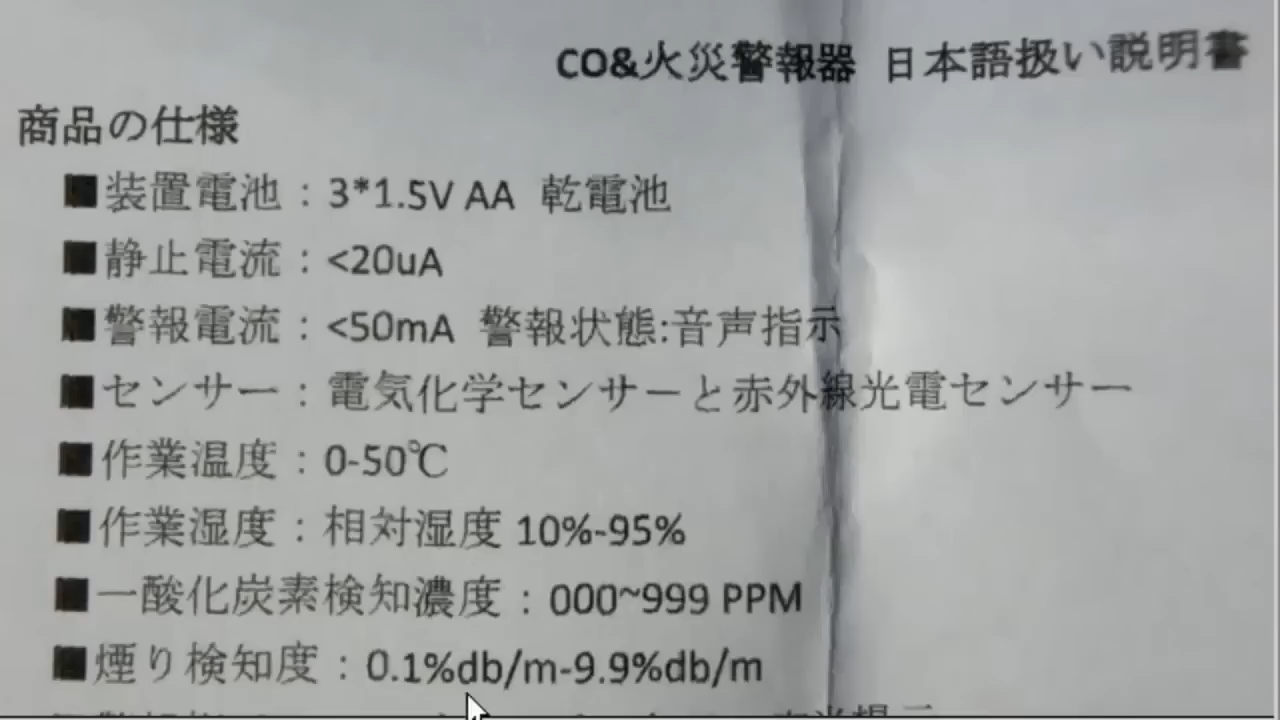 CO&火災警報器 日本語扱い説明書
商品の仕様
■装置電池：3*1.5V AA 乾電池
■静止電流：<20uA
■警報電流：<50mA 警報状態:音声指示
■センサー：電気化学センサーと赤外線光電センサー
■作業温度：0-50℃
■作業湿度：相対湿度 10%-95%
■一酸化炭素検知濃度：000~999 PPM
■煙り検知度：0.1%db/m-9.9%db/m